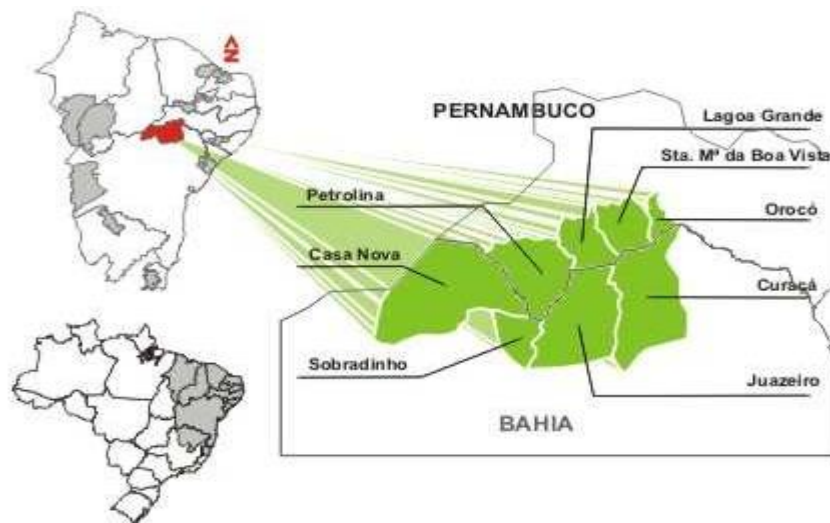 N
PERNAMBUCO
Lagoa Grande
Sta. Mª da Boa Vista
Petrolina
Orocó
Casa Nova
Curaçá
Sobradinho
Juazeiro
BAHIA